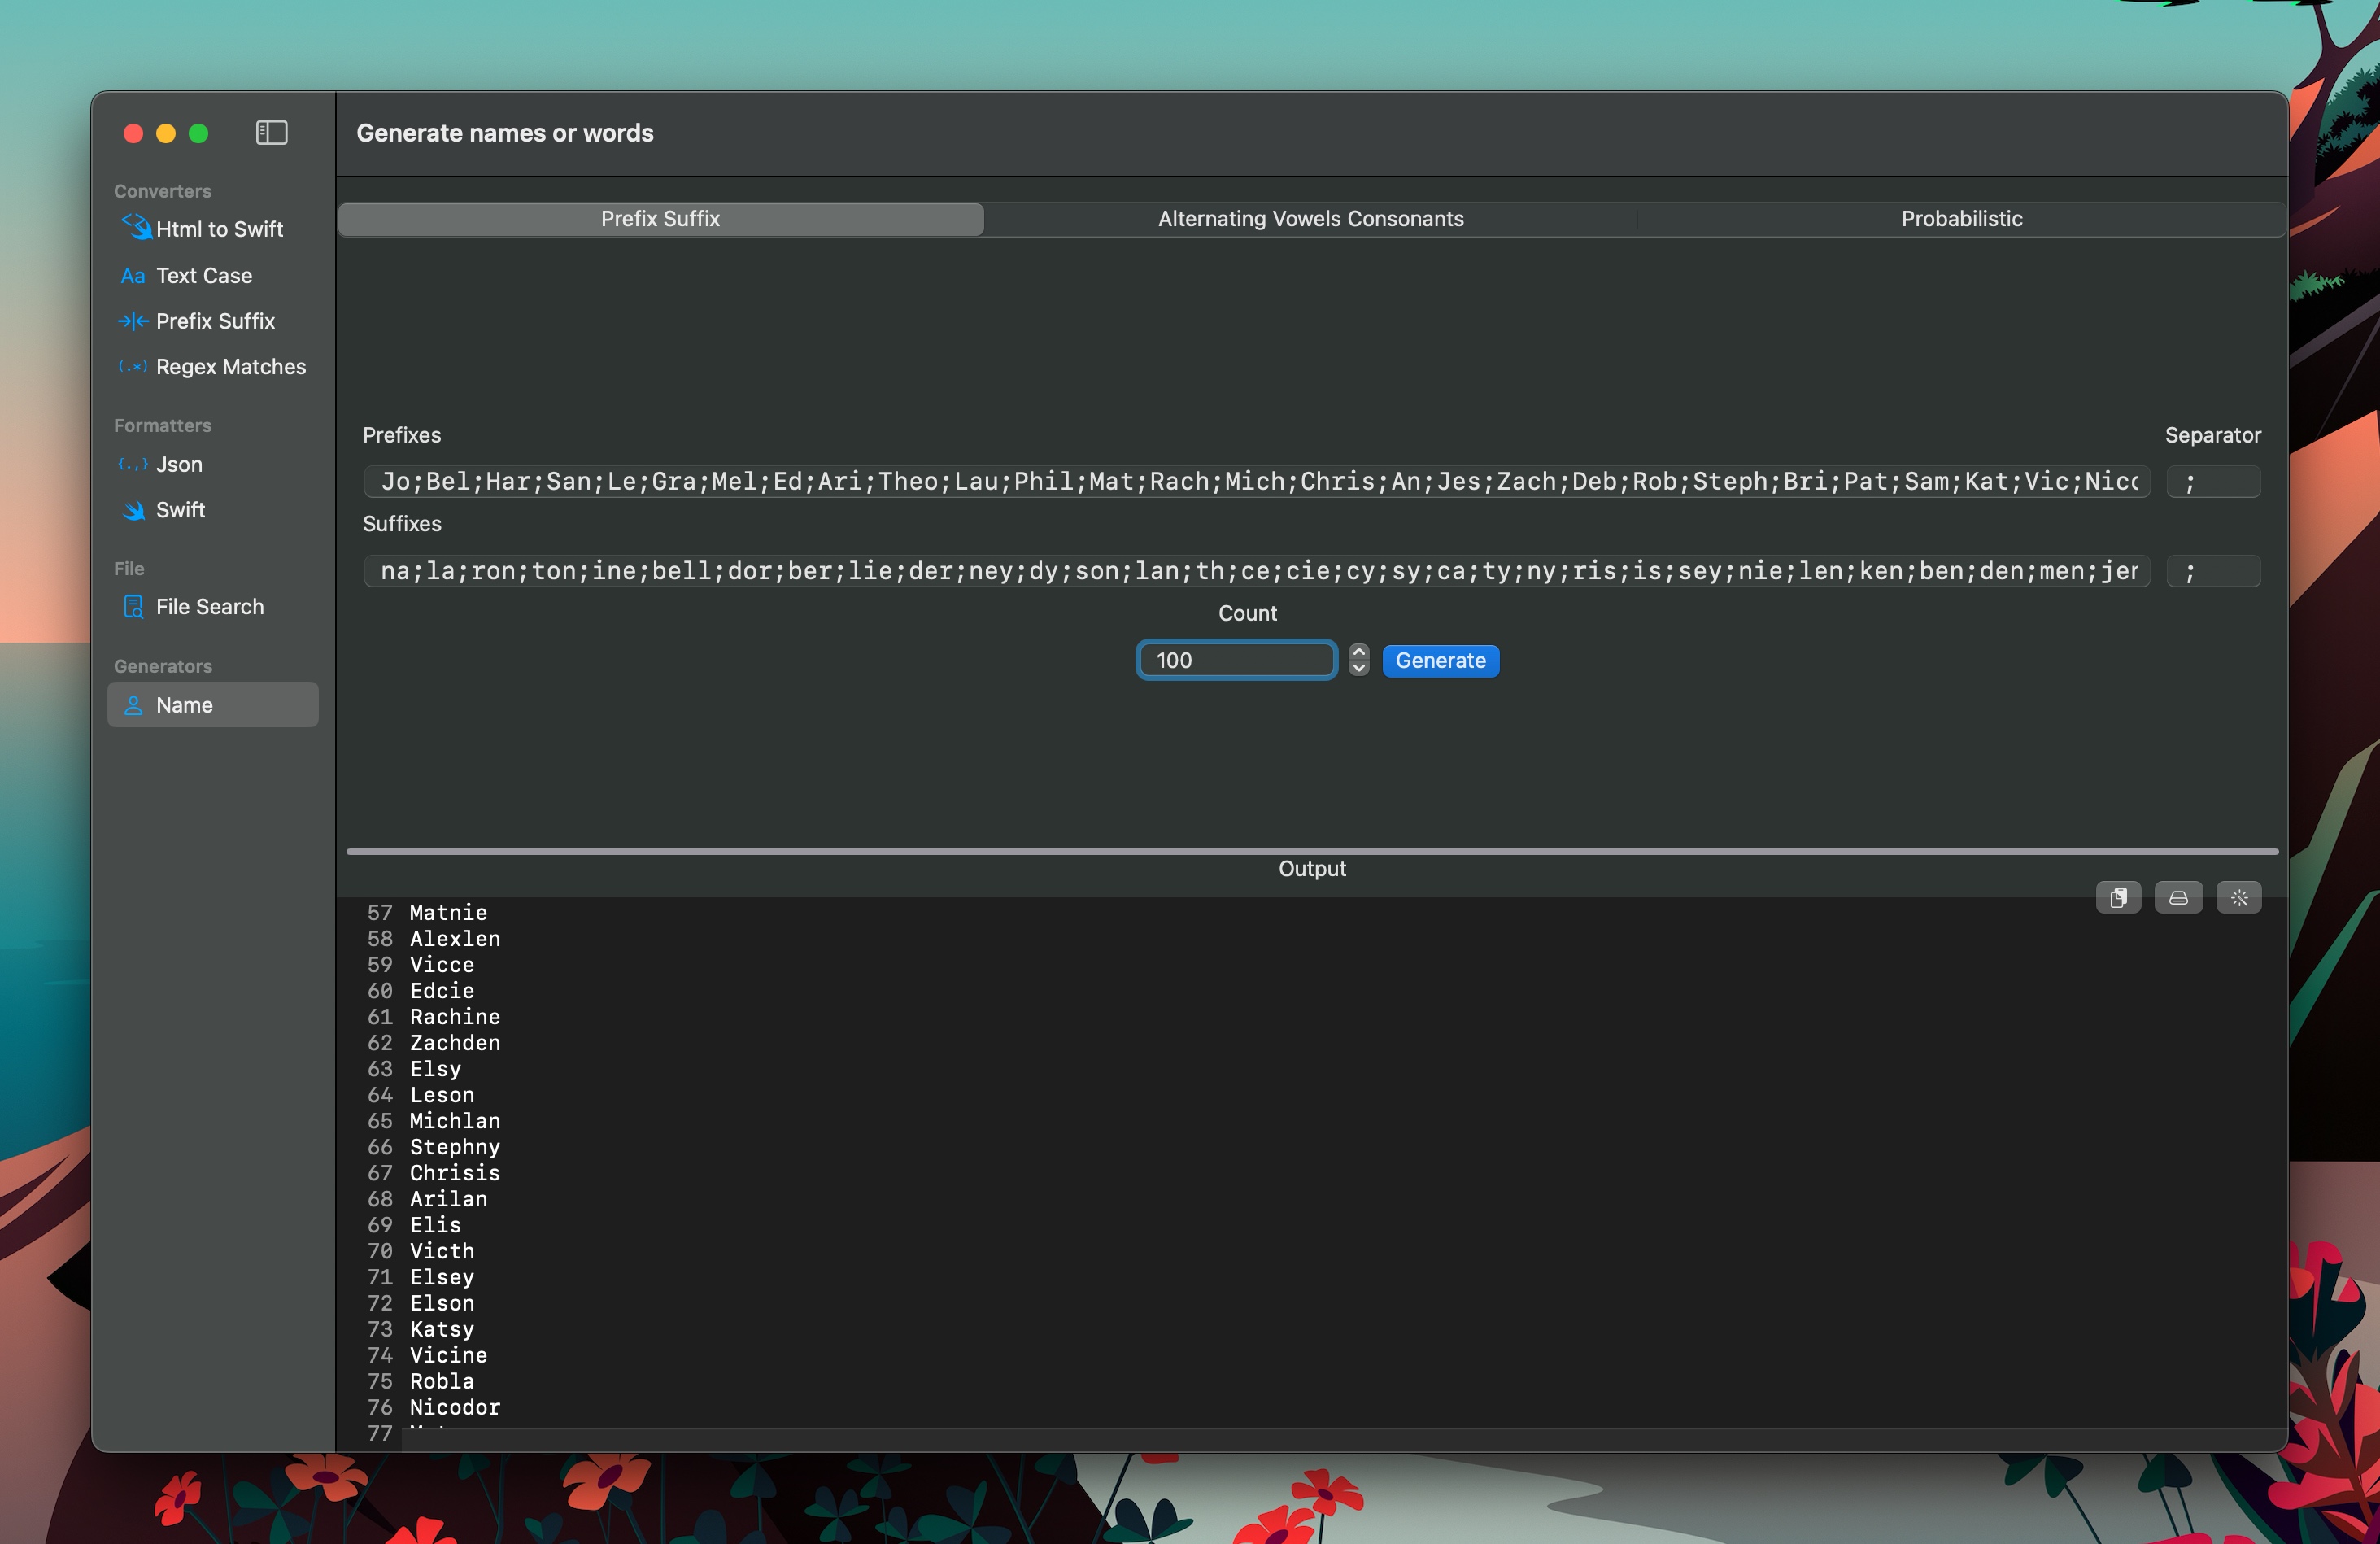 Generate names or words
Converters
Html to Swift
Aa Text Case
Prefix Suffix
(.*) Regex Matches
Formatters
{.,} Json
Swift
File
File Search
Generators
Name
Prefix Suffix
Alternating Vowels Consonants
Probabilistic
Prefixes
Separator
Jo;Bel;Har;San;Le;Gra;Mel;Ed;Ari;Theo;Lau;Phil;Mat;Rach;Mich;Chris;An;Jes;Zach;Deb;Rob;Steph;Bri;Pat;Sam;Kat;Vic;Nico
;
Suffixes
na;la;ron;ton;ine;bell;dor;ber;lie;der;ney;dy;son;lan;th;ce;cie;cy;sy;ca;ty;ny;ris;is;sey;nie;len;ken;ben;den;men;jer
;
Count
100
Generate
Output
57 Matnie
58 Alexlen
59 Vicce
60 Edcie
61 Rachine
62 Zachden
63 Elsy
64 Leson
65 Michlan
66 Stephny
67 Chrisis
68 Arilan
69 Elis
70 Victh
71 Elsey
72 Elson
73 Katsy
74 Vicine
75 Robla
76 Nicodor
77